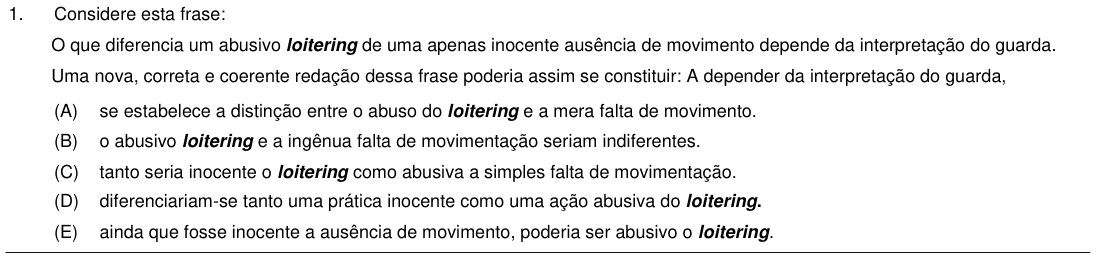 1. Considere esta frase:
O que diferencia um abusivo loitering de uma apenas inocente ausência de movimento depende da interpretação do guarda.
Uma nova, correta e coerente redação dessa frase poderia assim se constituir: A depender da interpretação do guarda,
(A) se estabelece a distinção entre o abuso do loitering e a mera falta de movimento.
(B) o abusivo loitering e a ingênua falta de movimentação seriam indiferentes.
(C) tanto seria inocente o loitering como abusiva a simples falta de movimentação.
(D) diferenciariam-se tanto uma prática inocente como uma ação abusiva do loitering.
(E) ainda que fosse inocente a ausência de movimento, poderia ser abusivo o loitering.